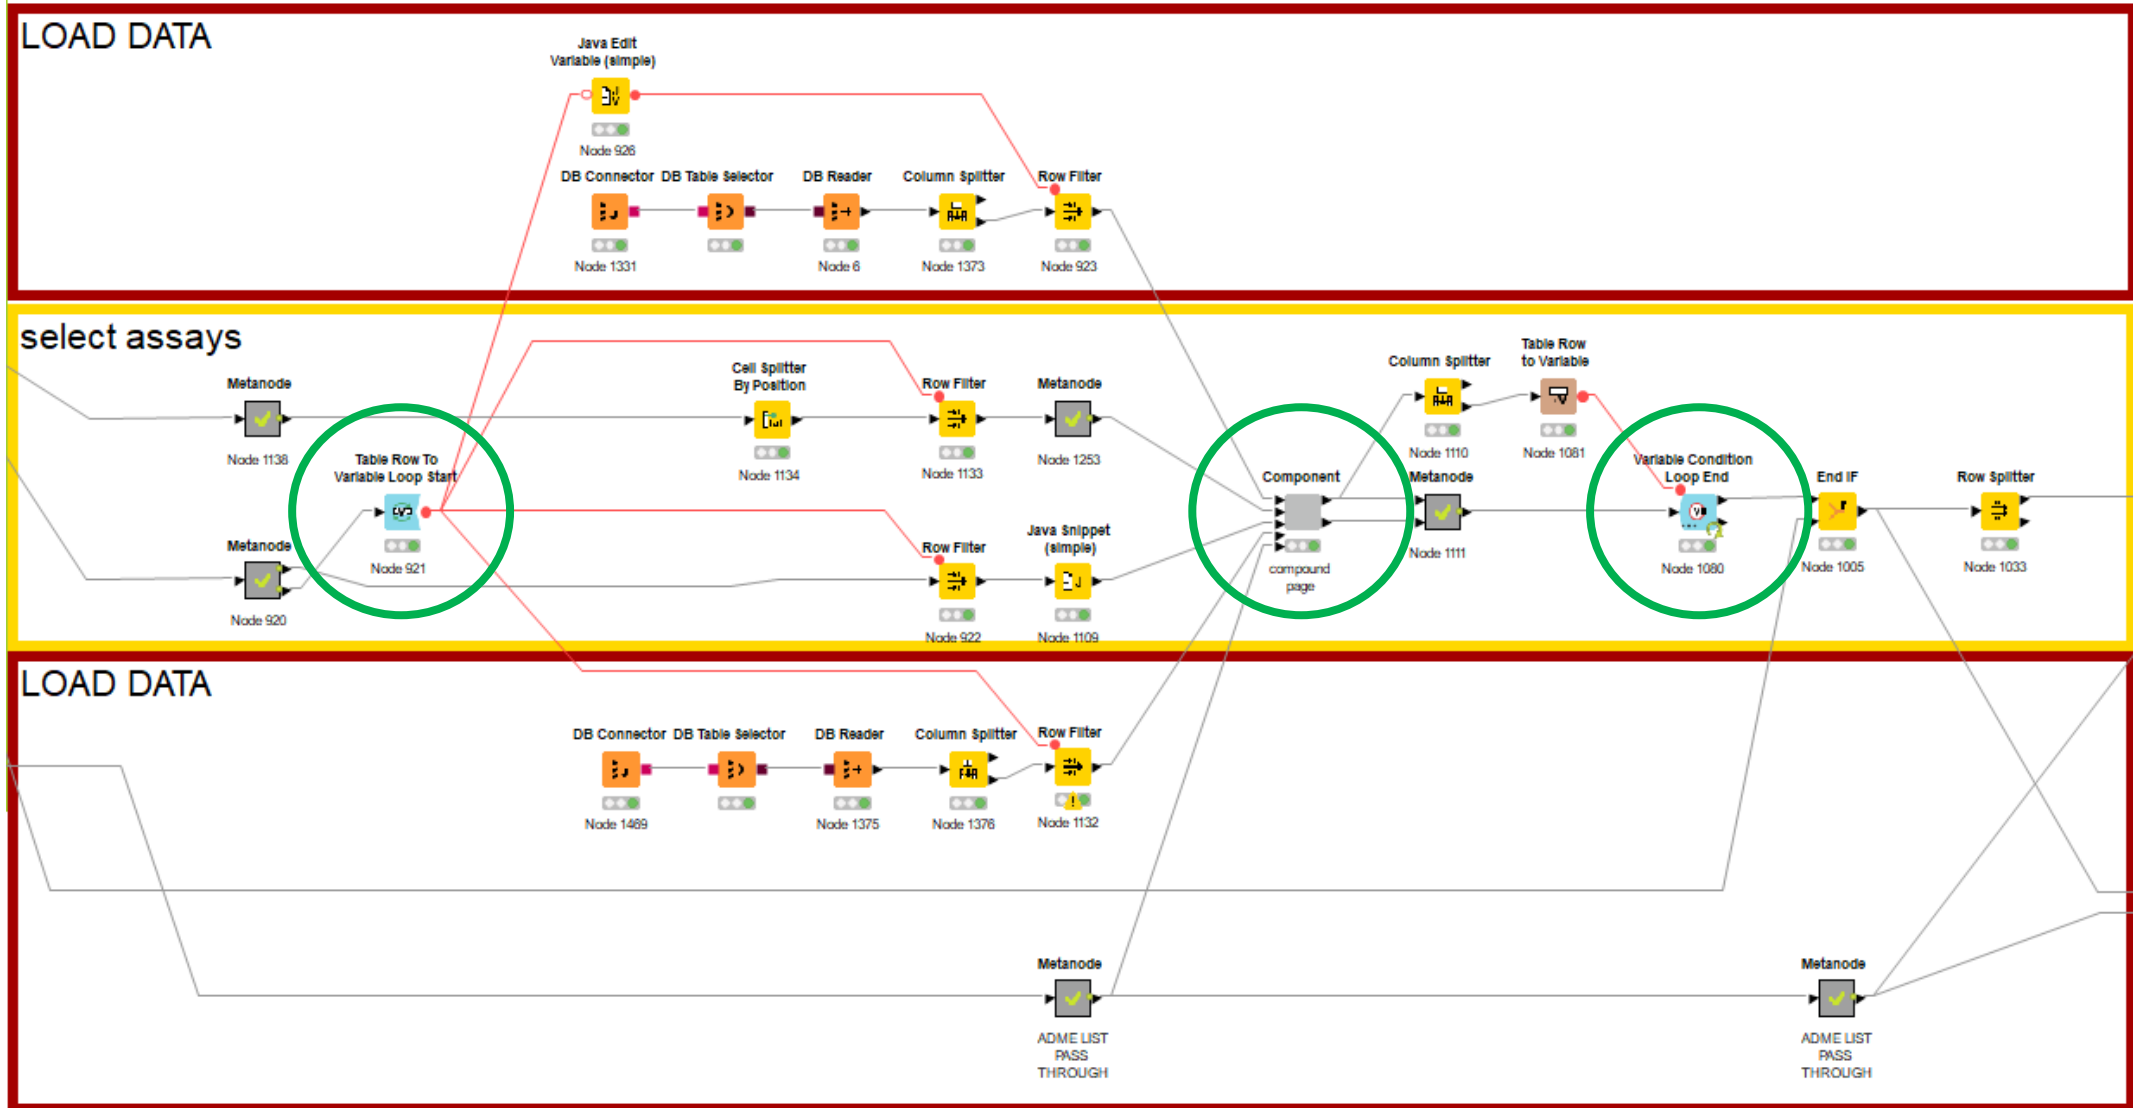 LOAD DATA
Java Edit
Variable (simple)
Node 926
DB Connector
DB Table Selector
DB Reader
Column Splitter
Row Filter
Node 1331
Node 6
Node 1373
Node 923
select assays
Metanode
Node 1138
Table Row To
Variable Loop Start
Node 921
Metanode
Node 920
Cell Splitter
By Position
Node 1134
Row Filter
Node 1133
Metanode
Node 1253
Row Filter
Node 922
Java Snippet
(simple)
Node 1109
Component
compound
page
Column Splitter
Node 1110
Table Row
to Variable
Node 1081
Metanode
Node 1111
Variable Condition
Loop End
Node 1080
End IF
Node 1005
Row Splitter
Node 1033
LOAD DATA
DB Connector
DB Table Selector
DB Reader
Column Splitter
Row Filter
Node 1469
Node 1375
Node 1376
Node 1132
Metanode
ADME LIST
PASS
THROUGH
Metanode
ADME LIST
PASS
THROUGH